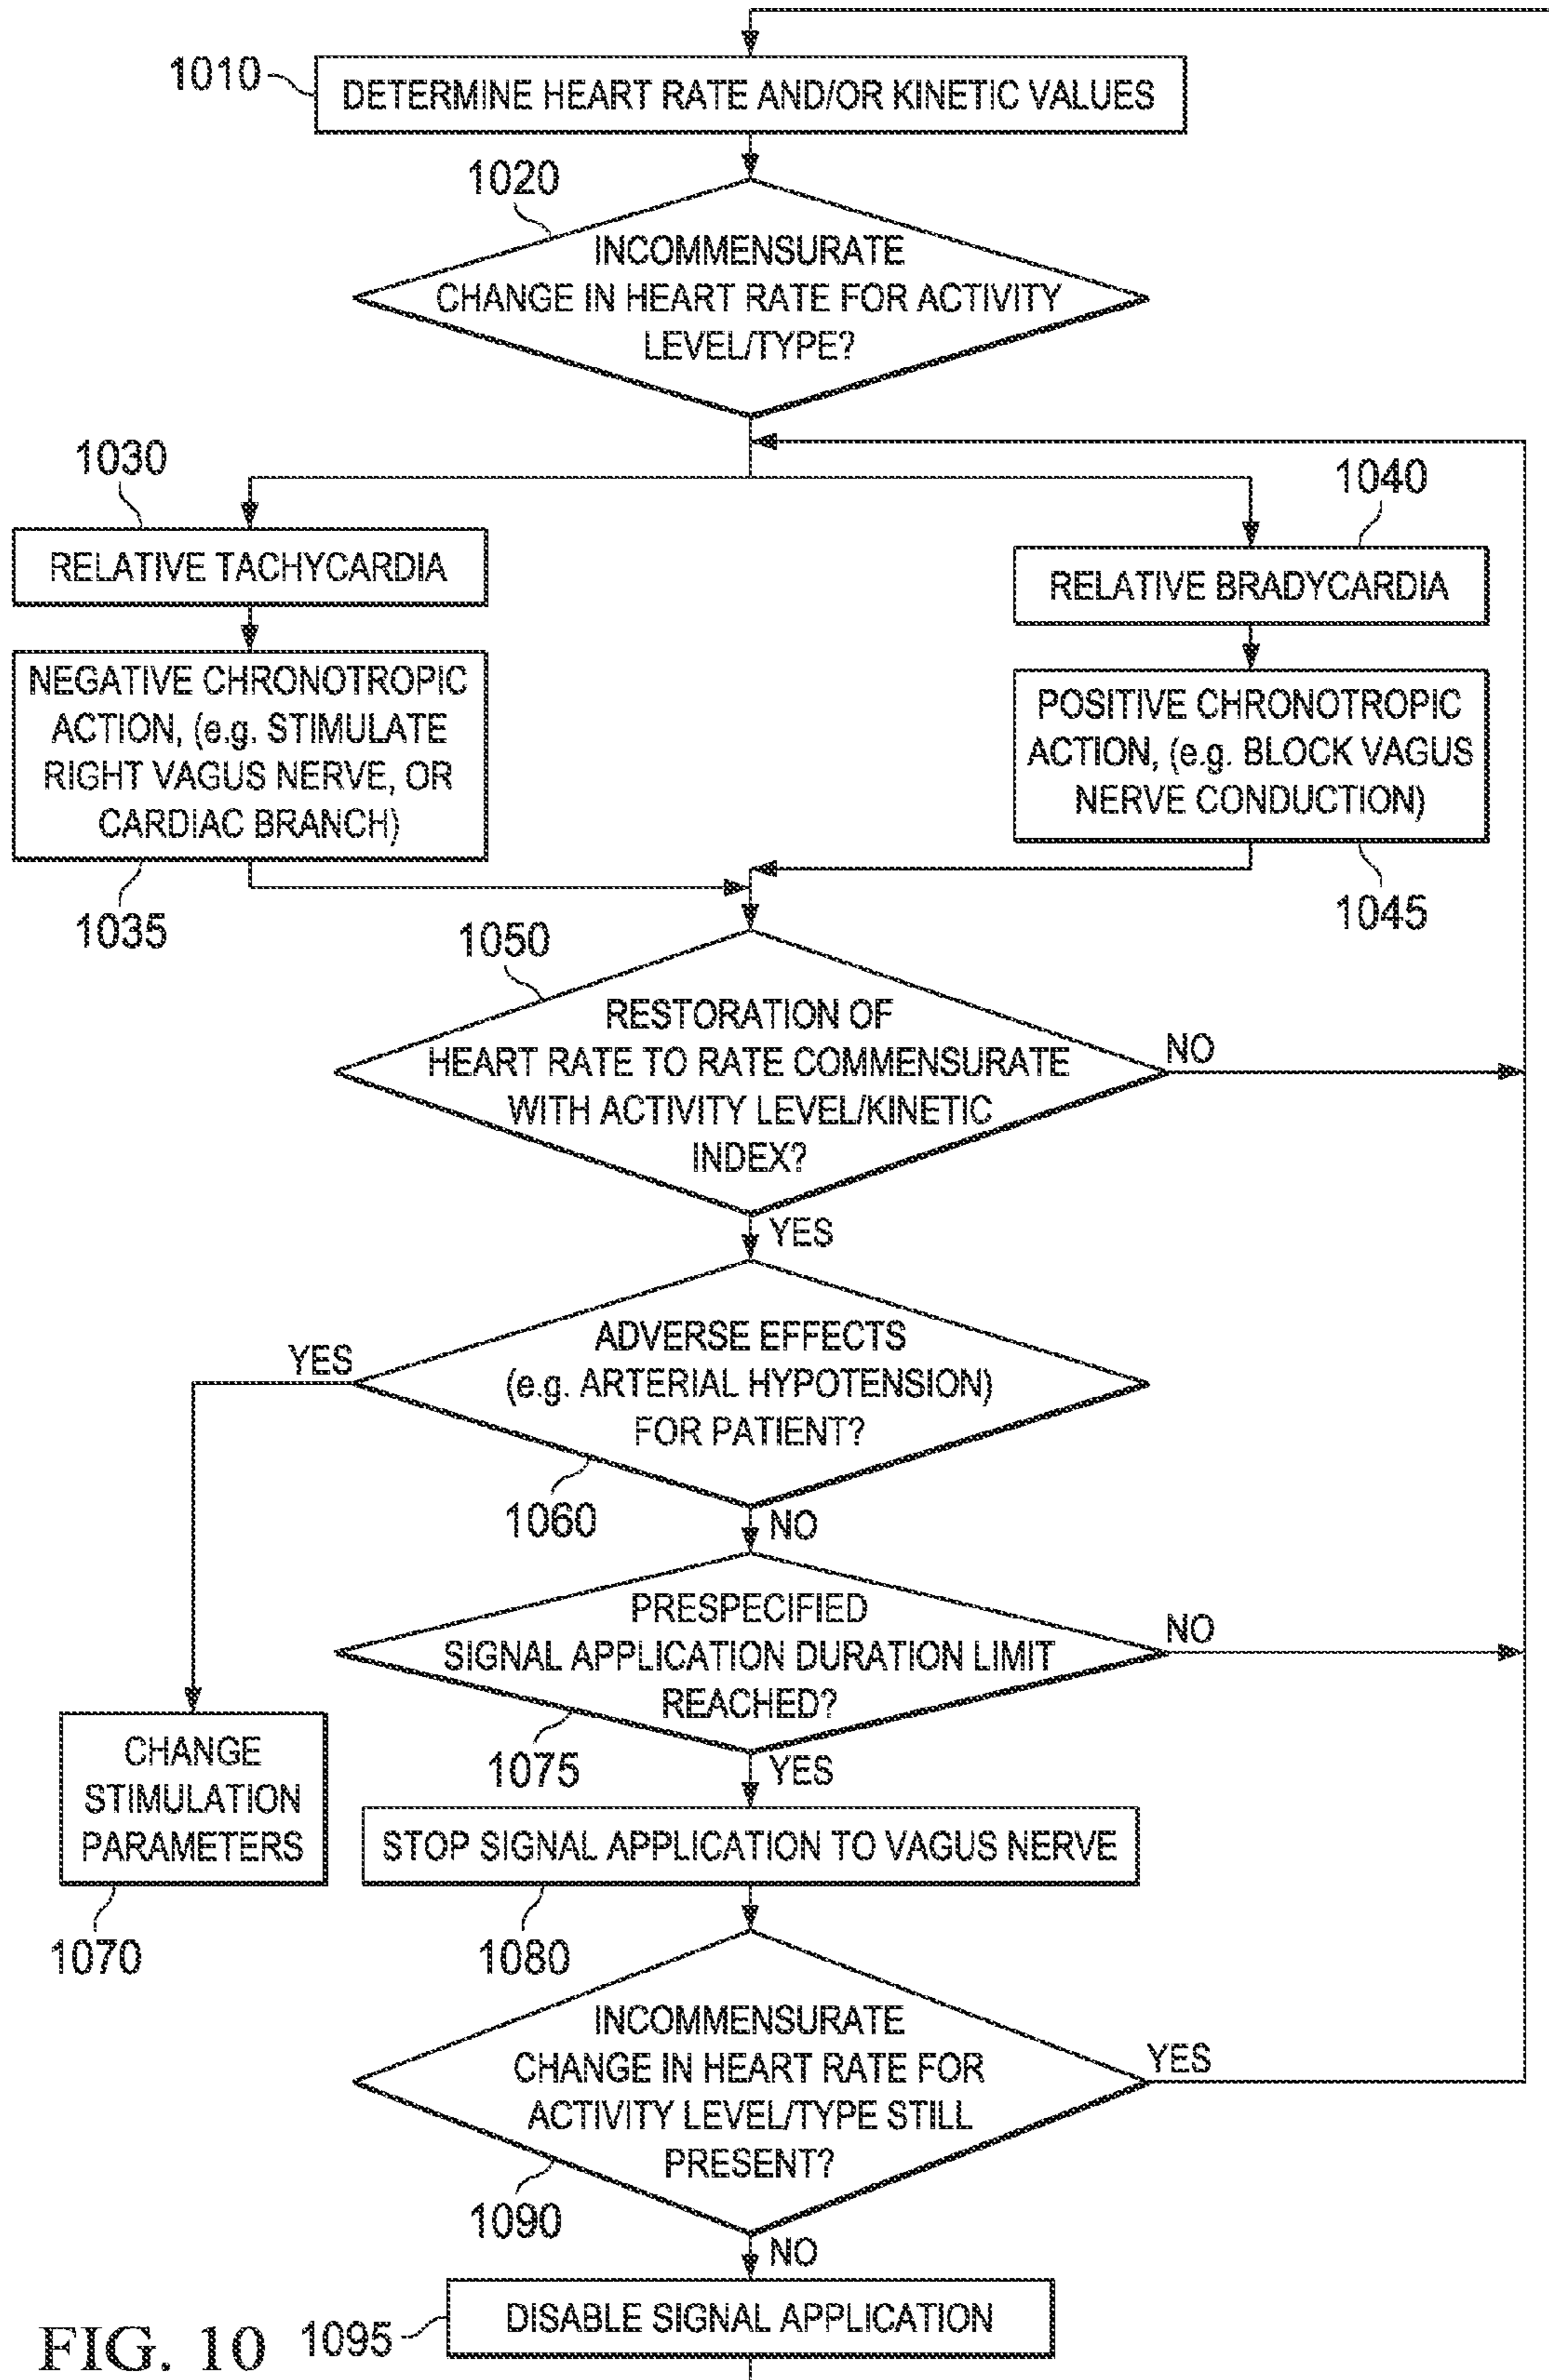 1010
DETERMINE HEART RATE AND/OR KINETIC VALUES
1020
INCOMMENSURATE
CHANGE IN HEART RATE FOR ACTIVITY
LEVEL/TYPE?
1030
RELATIVE TACHYCARDIA
NEGATIVE CHRONOTROPIC
ACTION, (e.g. STIMULATE
RIGHT VAGUS NERVE, OR
CARDIAC BRANCH)
1035
1040
RELATIVE BRADYCARDIA
POSITIVE CHRONOTROPIC
ACTION, (e.g. BLOCK VAGUS
NERVE CONDUCTION)
1045
1050
RESTORATION OF
HEART RATE TO RATE COMMENSURATE
WITH ACTIVITY LEVEL/KINETIC
INDEX?
NO
YES
ADVERSE EFFECTS
(e.g. ARTERIAL HYPOTENSION)
FOR PATIENT?
YES
1060
NO
PRESPECIFIED
SIGNAL APPLICATION DURATION LIMIT
REACHED?
NO
1075
YES
CHANGE
STIMULATION
PARAMETERS
1070
STOP SIGNAL APPLICATION TO VAGUS NERVE
1080
INCOMMENSURATE
CHANGE IN HEART RATE FOR
ACTIVITY LEVEL/TYPE STILL
PRESENT?
YES
1090
NO
DISABLE SIGNAL APPLICATION
1095
FIG. 10